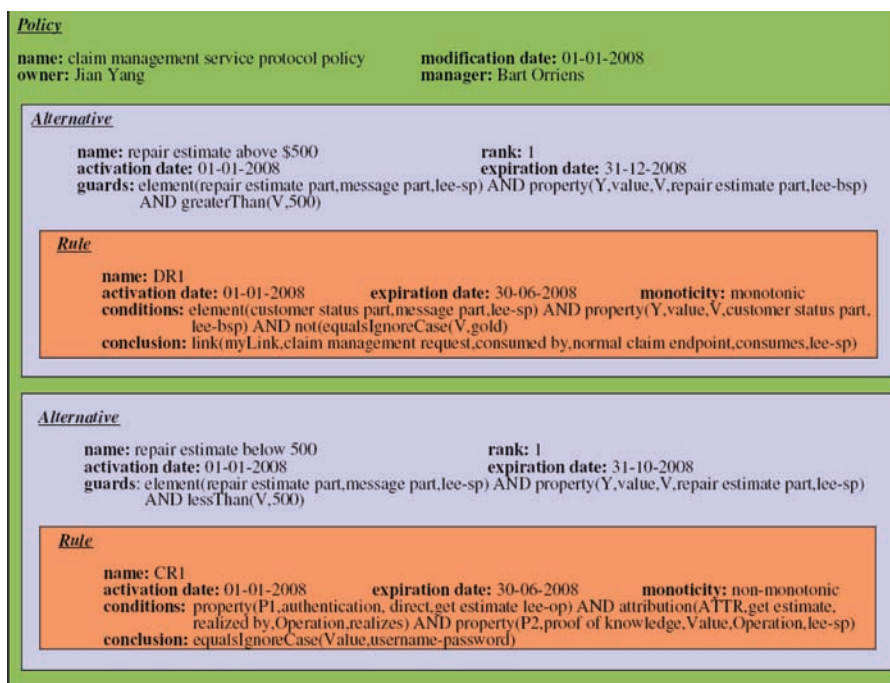 Policy
name: claim management service protocol policy modification date: 01-01-2008
owner: Jian Yang manager: Bart Orriens
Alternative
name: repair estimate above $500 rank: 1
activation date: 01-01-2008 expiration date: 31-12-2008
guards: element(repair estimate part,message part,lee-sp) AND property(Y,value,V,repair estimate part,lee-bsp)
AND greaterThan(V,500)
Rule
name: DR1
activation date: 01-01-2008 expiration date: 30-06-2008 monoticity: monotonic
conditions: element(customer status part,message part,lee-sp) AND property(Y,value,V,customer status part,
lee-bsp) AND not(equalsIgnoreCase(V,gold)
conclusion: link(myLink,claim management request,consumed by,normal claim endpoint,consumes,lee-sp)
Alternative
name: repair estimate below 500 rank: 1
activation date: 01-01-2008 expiration date: 31-10-2008
guards: element(repair estimate part,message part,lee-sp) AND property(Y,value,V,repair estimate part,lee-sp)
AND lessThan(V,500)
Rule
name: CR1
activation date: 01-01-2008 expiration date: 30-06-2008 monoticity: non-monotonic
conditions: property(P1,authentication, direct,get estimate lee-op) AND attribution(ATTR,get estimate,
realized by,Operation,realizes) AND property(P2,proof of knowledge,Value,Operation,lee-sp)
conclusion: equalsIgnoreCase(Value,username-password)